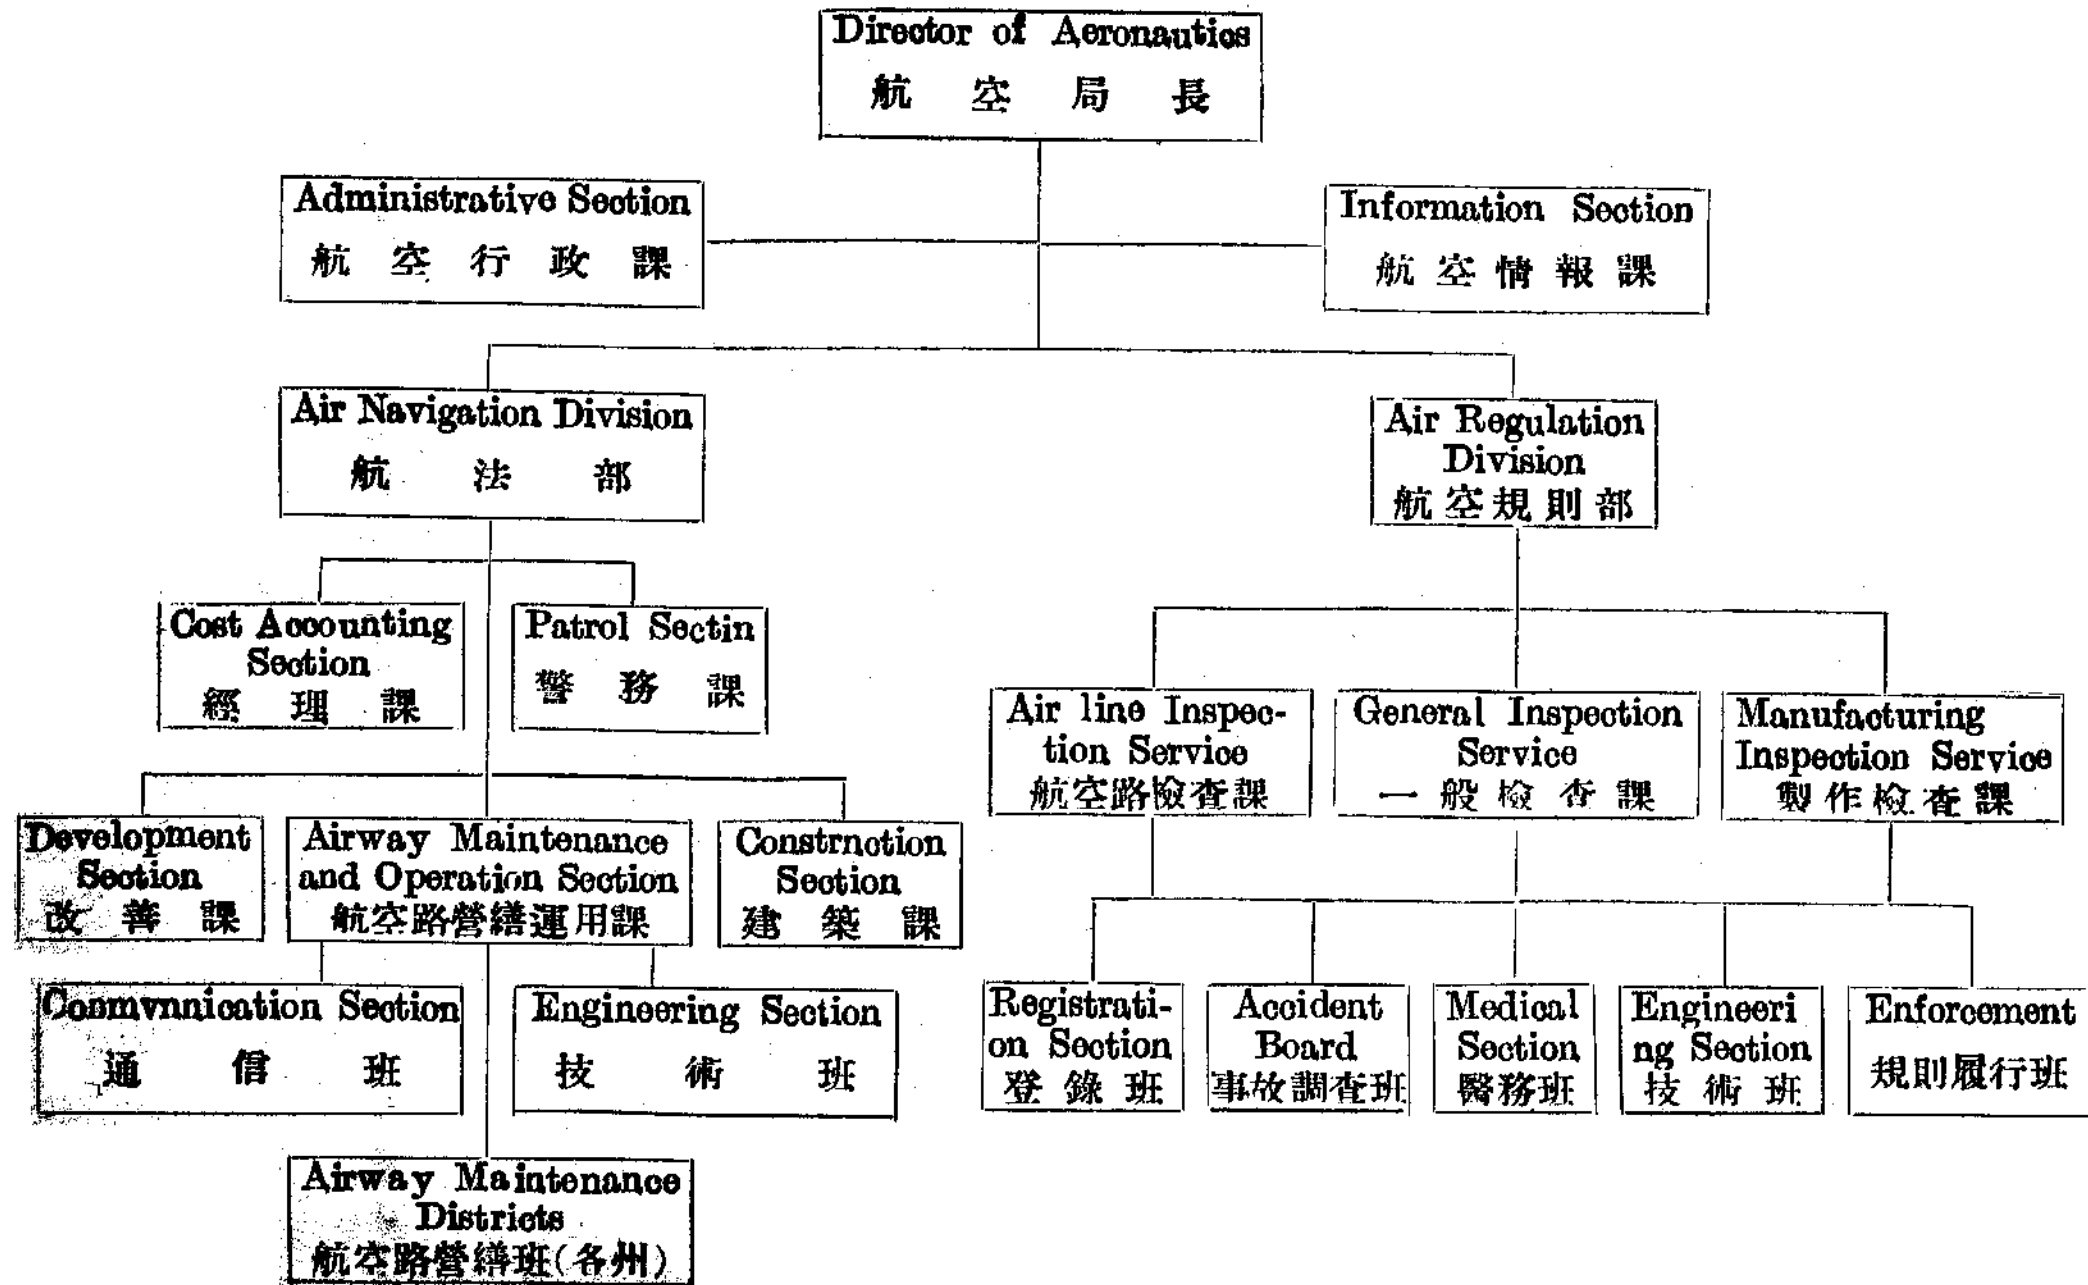 Director of Aeronautics
航空局長
Administrative Section
航空行政課
Information Section
航空情報課
Air Navigation Division
航法部
Air Regulation
Division
航空規則部
Cost Accounting
Section
經理課
Patrol Sectin
警務課
Air line Inspec-
tion Service
航空路檢查課
General Inspection
Service
一般檢查課
Manufacturing
Inspection Service
製作檢查課
Development
Section
改善課
Airway Maintenance
and Operation Section
航空路營繕運用課
Constrnction
Section
建築課
Conmvnnication Section
通信班
Engineering Section
技術班
Registrati-
on Section
登錄班
Accident
Board
事故調查班
Medical
Section
醫務班
Engineeri
ng Section
技術班
Enforcement
規則履行班
Airway Maintenance
Districts
航空路營繕班(各州)